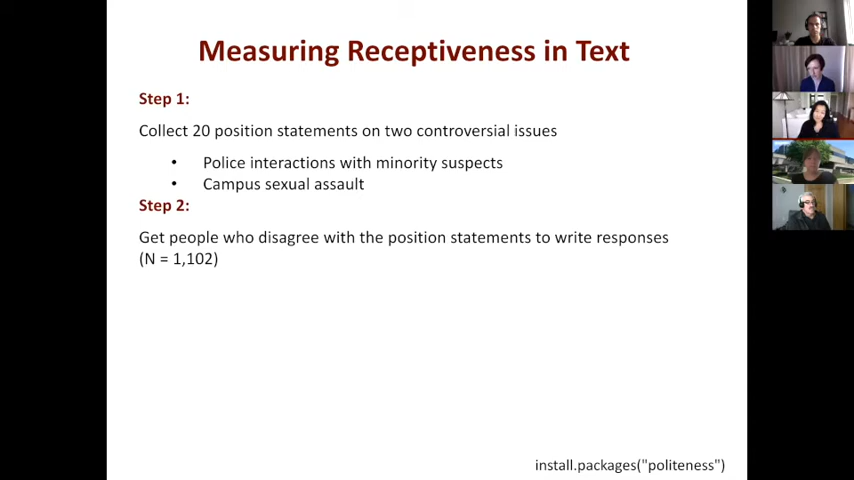 Measuring Receptiveness in Text
Step 1:
Collect 20 position statements on two controversial issues
• Police interactions with minority suspects
• Campus sexual assault
Step 2:
Get people who disagree with the position statements to write responses
(N = 1,102)
install.packages("politeness")